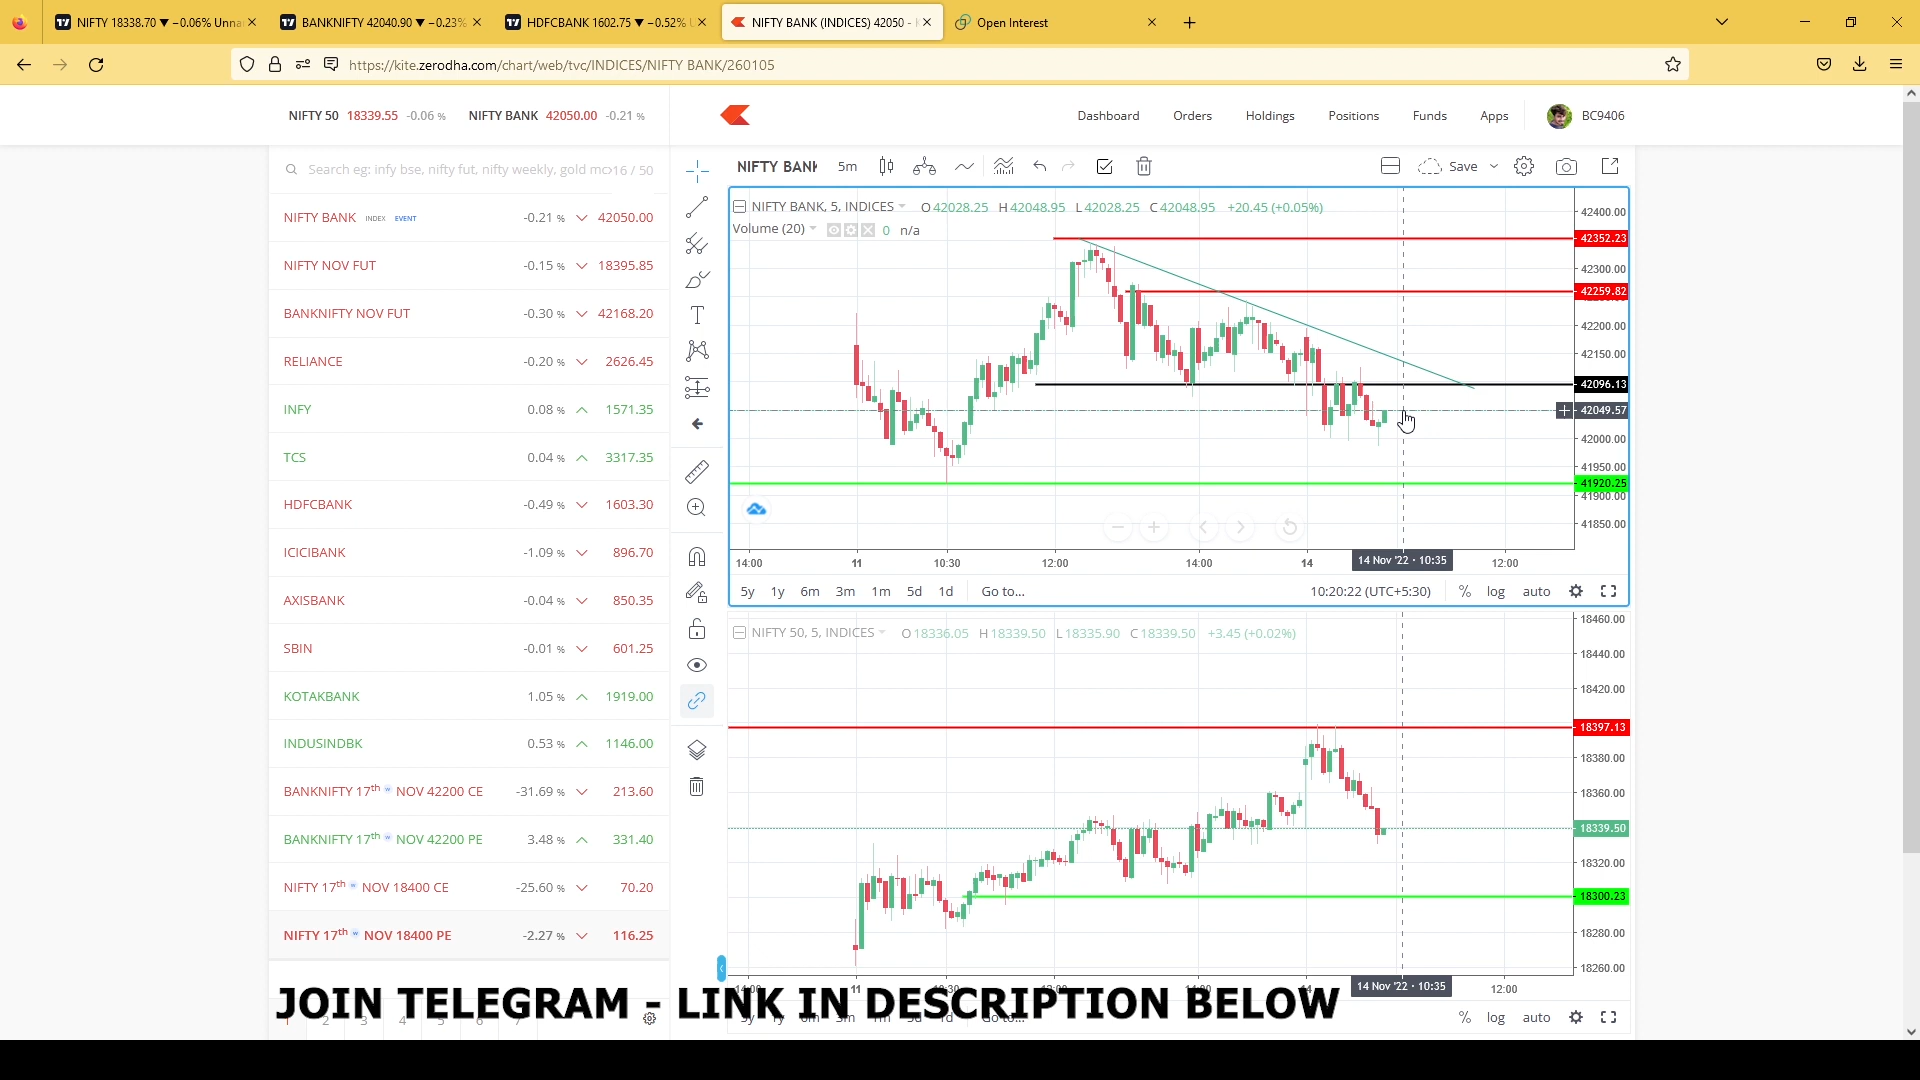 NIFTY 18338.70 ▼ −0.06% Unna
BANKNIFTY 42040.90 ▼ −0.23%
HDFCBANK 1602.75 ▼ −0.52% U
NIFTY BANK (INDICES) 42050 - K
Open Interest
https://kite.zerodha.com/chart/web/tvc/INDICES/NIFTY BANK/260105
NIFTY 50 18339.55 -0.06 % NIFTY BANK 42050.00 -0.21 %
Dashboard Orders Holdings Positions Funds Apps BC9406
Search eg: infy bse, nifty fut, nifty weekly, gold mcx 16 / 50
NIFTY BANK INDEX EVENT -0.21 % 42050.00
NIFTY NOV FUT -0.15 % 18395.85
BANKNIFTY NOV FUT -0.30 % 42168.20
RELIANCE -0.20 % 2626.45
INFY 0.08 % 1571.35
TCS 0.04 % 3317.35
HDFCBANK -0.49 % 1603.30
ICICIBANK -1.09 % 896.70
AXISBANK -0.04 % 850.35
SBIN -0.01 % 601.25
KOTAKBANK 1.05 % 1919.00
INDUSINDBK 0.53 % 1146.00
BANKNIFTY 17th w NOV 42200 CE -31.69 % 213.60
BANKNIFTY 17th w NOV 42200 PE 3.48 % 331.40
NIFTY 17th w NOV 18400 CE -25.60 % 70.20
NIFTY 17th w NOV 18400 PE -2.27 % 116.25
NIFTY BANK 5m Save
NIFTY BANK, 5, INDICES O 42028.25 H 42048.95 L 42028.25 C 42048.95 +20.45 (+0.05%)
Volume (20) 0 n/a
42400.00
42352.23
42300.00
42259.82
42200.00
42150.00
42096.13
42049.57
42000.00
41950.00
41920.25
41900.00
41850.00
14:00 11 10:30 12:00 14:00 14 14 Nov '22 - 10:35 12:00
5y 1y 6m 3m 1m 5d 1d Go to... 10:20:22 (UTC+5:30) % log auto
NIFTY 50, 5, INDICES O 18336.05 H 18339.50 L 18335.90 C 18339.50 +3.45 (+0.02%)
18460.00
18440.00
18420.00
18397.13
18380.00
18360.00
18339.50
18320.00
18300.23
18280.00
18260.00
11 14 Nov '22 - 10:35 12:00
JOIN TELEGRAM - LINK IN DESCRIPTION BELOW
% log auto